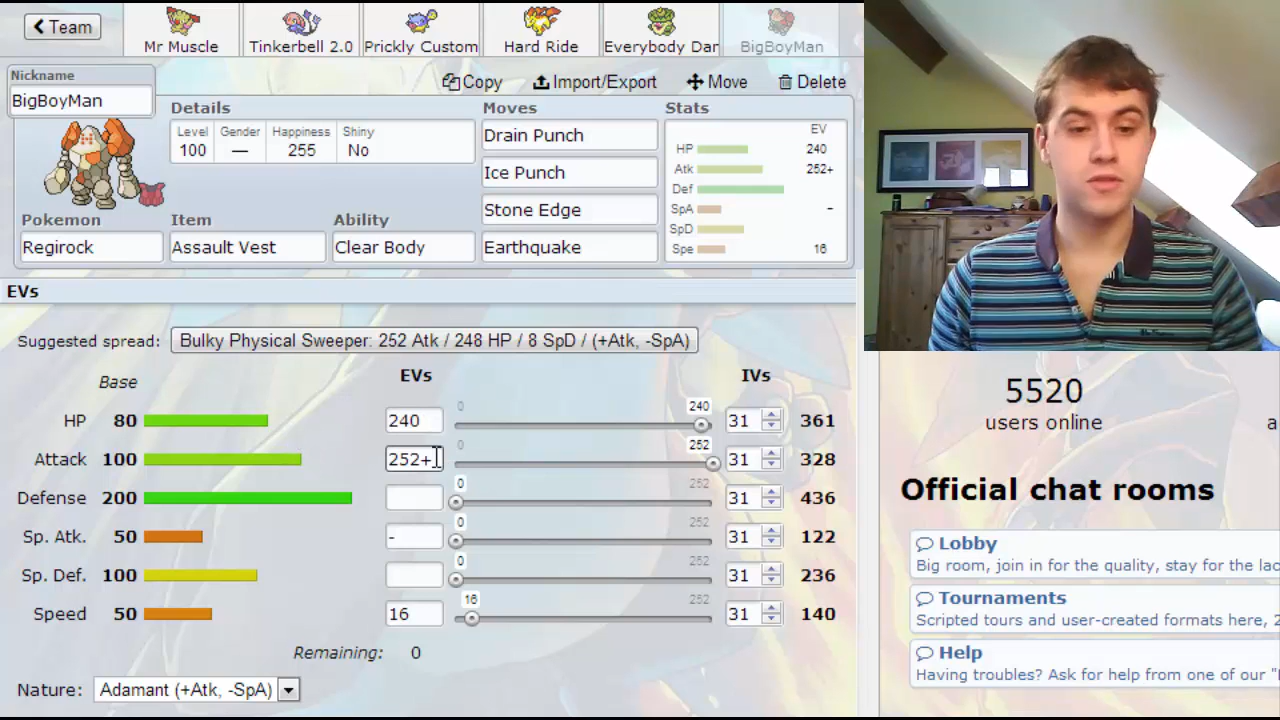 Team
Mr Muscle
Tinkerbell 2.0
Prickly Custom
Hard Ride
Everybody Dar
BigBoyMan
Nickname
BigBoyMan
Copy
Import/Export
Move
Delete
Details
Level Gender Happiness Shiny
100 — 255 No
Pokemon
Regirock
Item
Assault Vest
Ability
Clear Body
Moves
Drain Punch
Ice Punch
Stone Edge
Earthquake
Stats
EV
HP 240
Atk 252+
Def
SpA -
SpD
Spe 16
EVs
Suggested spread: Bulky Physical Sweeper: 252 Atk / 248 HP / 8 SpD / (+Atk, -SpA)
Base EVs IVs
0 240
HP 80 240 31 361
0 252
Attack 100 252+ 31 328
0 252
Defense 200 31 436
0 252
Sp. Atk. 50 - 31 122
0 252
Sp. Def. 100 31 236
16 252
Speed 50 16 31 140
Remaining: 0
Nature: Adamant (+Atk, -SpA)
5520
users online a
Official chat rooms
Lobby
Big room, join in for the quality, stay for the lac
Tournaments
Scripted tours and user-created formats here, 2
Help
Having troubles? Ask for help from one of our "